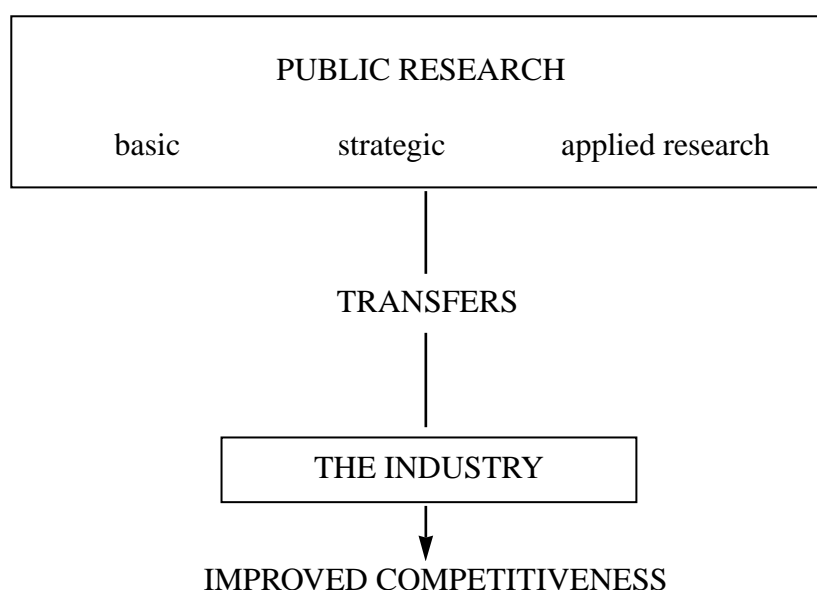 PUBLIC RESEARCH
basic strategic applied research
TRANSFERS
THE INDUSTRY
IMPROVED COMPETITIVENESS